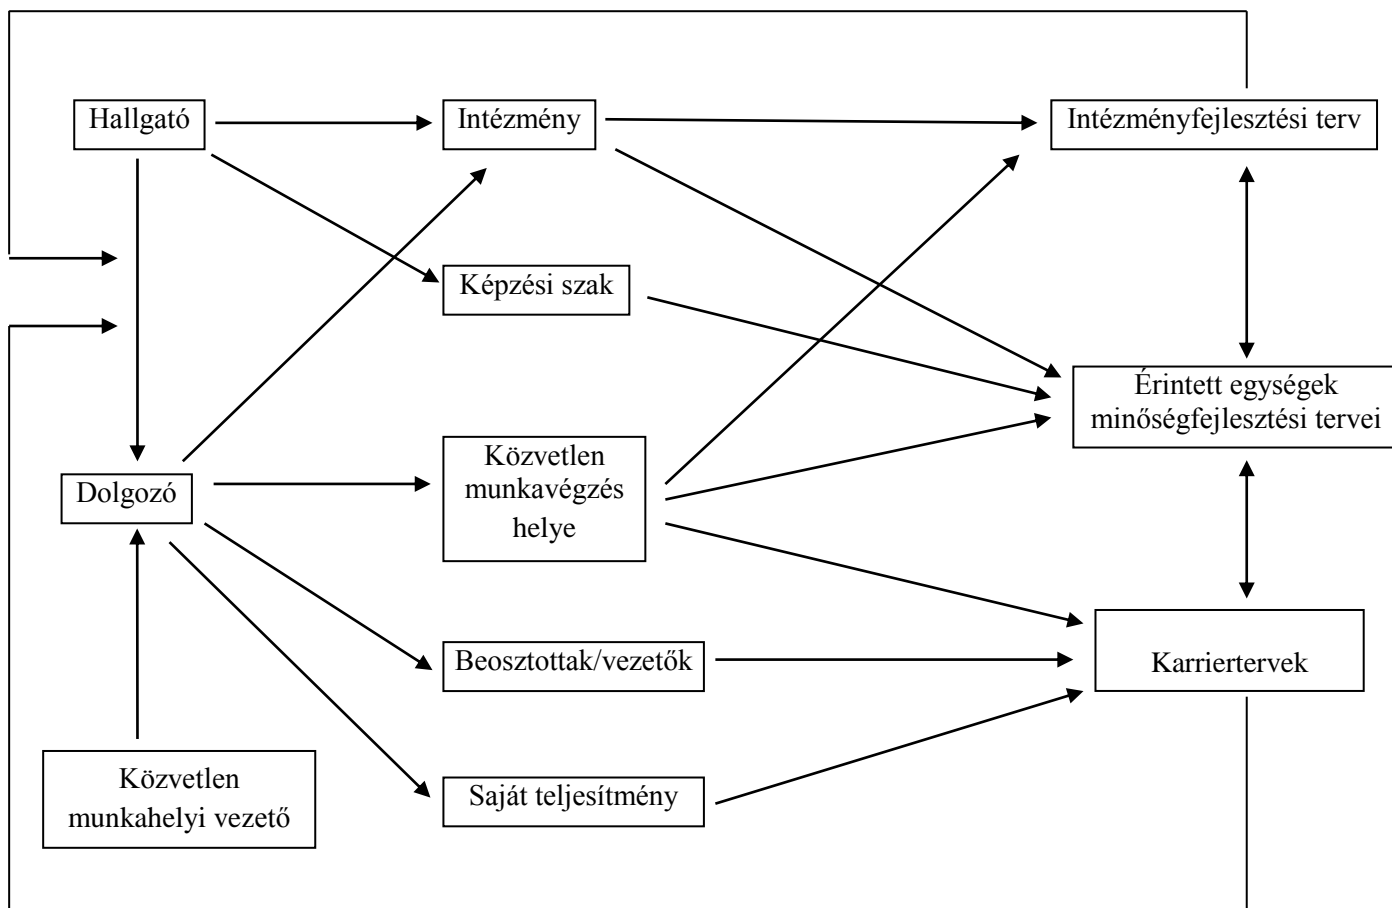 Hallgató
Intézmény
Intézményfejlesztési terv
Képzési szak
Érintett egységek
minőségfejlesztési tervei
Dolgozó
Közvetlen
munkavégzés
helye
Beosztottak/vezetők
Karriertervek
Közvetlen
munkahelyi vezető
Saját teljesítmény